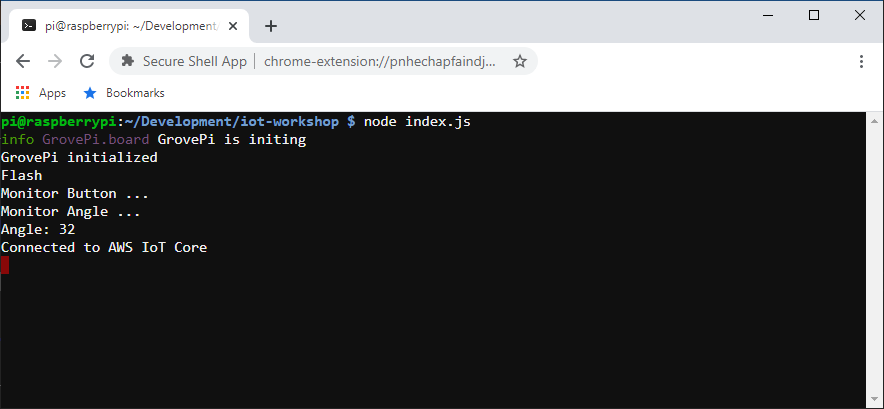 pi@raspberrypi: ~/Development/
Secure Shell App | chrome-extension://pnhechapfaindj...
Apps Bookmarks
pi@raspberrypi:~/Development/iot-workshop $ node index.js
info GrovePi.board GrovePi is initing
GrovePi initialized
Flash
Monitor Button ...
Monitor Angle ...
Angle: 32
Connected to AWS IoT Core